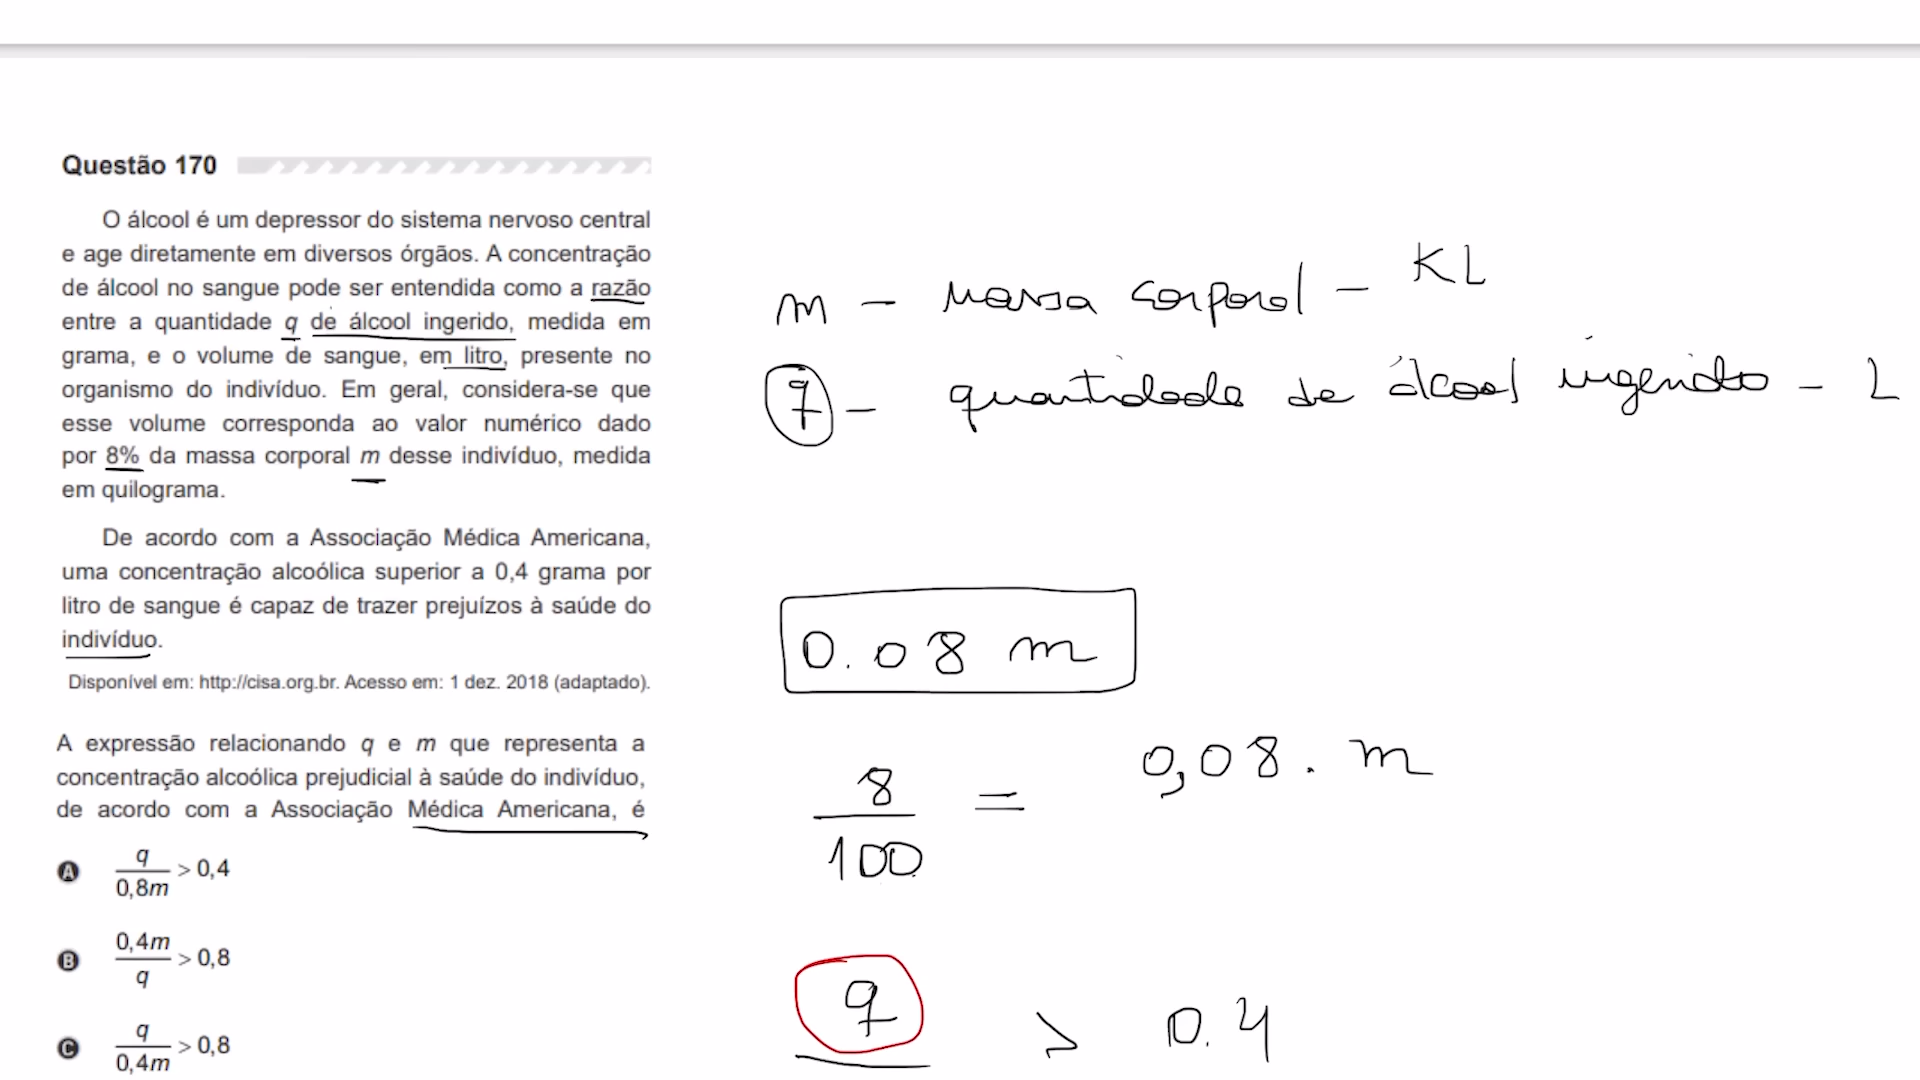 Questão 170
O álcool é um depressor do sistema nervoso central
e age diretamente em diversos órgãos. A concentração
de álcool no sangue pode ser entendida como a razão
entre a quantidade q de álcool ingerido, medida em
grama, e o volume de sangue, em litro, presente no
organismo do indivíduo. Em geral, considera-se que
esse volume corresponda ao valor numérico dado
por 8% da massa corporal m desse indivíduo, medida
em quilograma.
De acordo com a Associação Médica Americana,
uma concentração alcoólica superior a 0,4 grama por
litro de sangue é capaz de trazer prejuízos à saúde do
indivíduo.
Disponível em: http://cisa.org.br. Acesso em: 1 dez. 2018 (adaptado).
A expressão relacionando q e m que representa a
concentração alcoólica prejudicial à saúde do indivíduo,
de acordo com a Associação Médica Americana, é
A q/0,8m > 0,4
B 0,4m/q > 0,8
C q/0,4m > 0,8
m - massa corporal - KL
q - quantidade de álcool ingerido - L
0.08 m
8/100 = 0,08 . m
q > 0.4